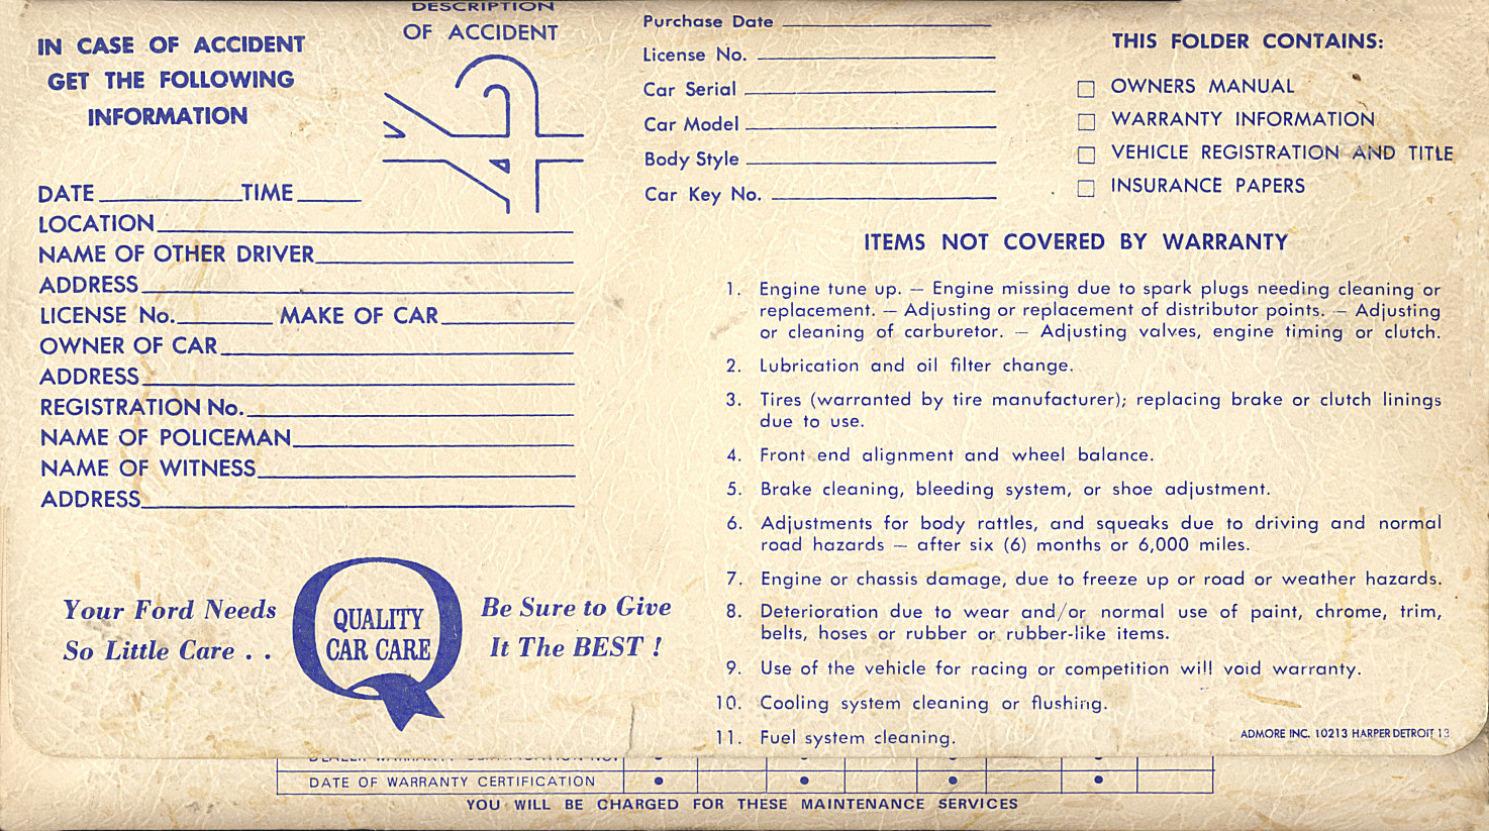 IN CASE OF ACCIDENT
GET THE FOLLOWING
INFORMATION
DESCRIPTION
OF ACCIDENT
DATE TIME
LOCATION
NAME OF OTHER DRIVER
ADDRESS
LICENSE No. MAKE OF CAR
OWNER OF CAR
ADDRESS
REGISTRATION No.
NAME OF POLICEMAN
NAME OF WITNESS
ADDRESS
Your Ford Needs
So Little Care . .
QUALITY
CAR CARE
Be Sure to Give
It The BEST !
Purchase Date
License No.
Car Serial
Car Model
Body Style
Car Key No.
THIS FOLDER CONTAINS:
OWNERS MANUAL
WARRANTY INFORMATION
VEHICLE REGISTRATION AND TITLE
INSURANCE PAPERS
ITEMS NOT COVERED BY WARRANTY
1. Engine tune up. — Engine missing due to spark plugs needing cleaning or
replacement. — Adjusting or replacement of distributor points. — Adjusting
or cleaning of carburetor. — Adjusting valves, engine timing or clutch.
2. Lubrication and oil filter change.
3. Tires (warranted by tire manufacturer); replacing brake or clutch linings
due to use.
4. Front end alignment and wheel balance.
5. Brake cleaning, bleeding system, or shoe adjustment.
6. Adjustments for body rattles, and squeaks due to driving and normal
road hazards — after six (6) months or 6,000 miles.
7. Engine or chassis damage, due to freeze up or road or weather hazards.
8. Deterioration due to wear and/or normal use of paint, chrome, trim,
belts, hoses or rubber or rubber-like items.
9. Use of the vehicle for racing or competition will void warranty.
10. Cooling system cleaning or flushing.
11. Fuel system cleaning.
ADMORE INC. 10213 HARPER DETROIT 13
DATE OF WARRANTY CERTIFICATION
YOU WILL BE CHARGED FOR THESE MAINTENANCE SERVICES